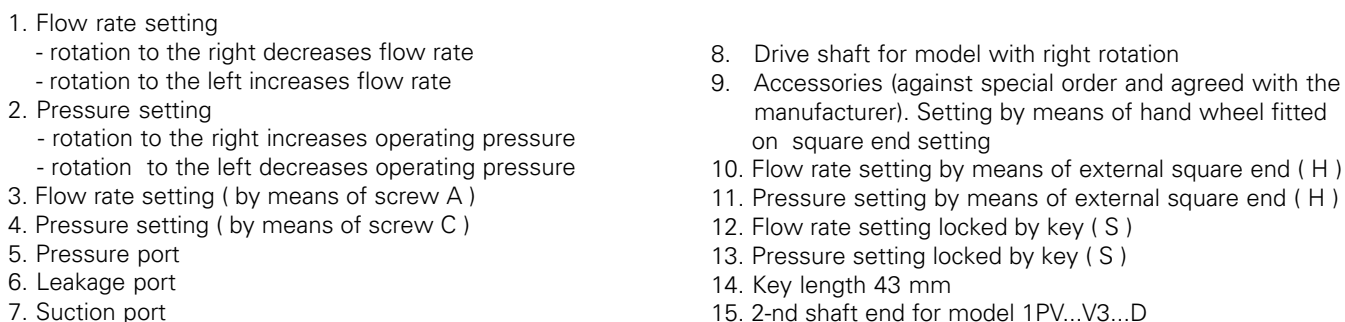 1. Flow rate setting
- rotation to the right decreases flow rate
- rotation to the left increases flow rate
2. Pressure setting
- rotation to the right increases operating pressure
- rotation  to the left decreases operating pressure
3. Flow rate setting ( by means of screw A )
4. Pressure setting ( by means of screw C )
5. Pressure port
6. Leakage port
7. Suction port
8. Drive shaft for model with right rotation
9. Accessories (against special order and agreed with the
manufacturer). Setting by means of hand wheel fitted
on  square end setting
10. Flow rate setting by means of external square end ( H )
11. Pressure setting by means of external square end ( H )
12. Flow rate setting locked by key ( S )
13. Pressure setting locked by key ( S )
14. Key length 43 mm
15. 2-nd shaft end for model 1PV...V3...D